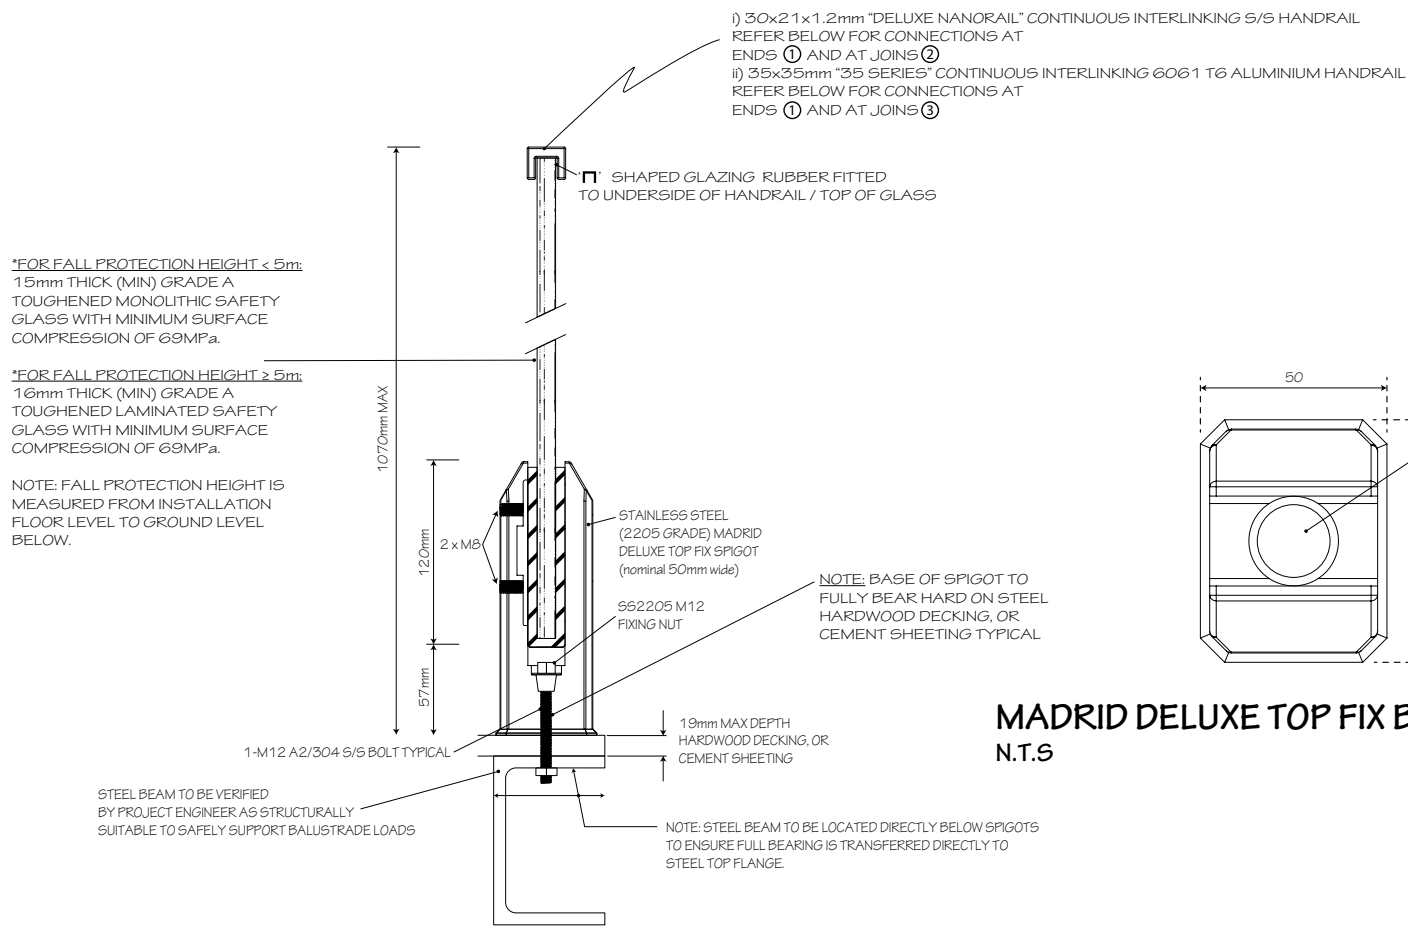 i) 30x21x1.2mm “DELUXE NANORAIL” CONTINUOUS INTERLINKING S/S HANDRAIL
REFER BELOW FOR CONNECTIONS AT
ENDS ① AND AT JOINS ②
ii) 35x35mm “35 SERIES” CONTINUOUS INTERLINKING 6061 T6 ALUMINIUM HANDRAIL
REFER BELOW FOR CONNECTIONS AT
ENDS ① AND AT JOINS ③
SHAPED GLAZING RUBBER FITTED
TO UNDERSIDE OF HANDRAIL / TOP OF GLASS
*FOR FALL PROTECTION HEIGHT < 5m:
15mm THICK (MIN) GRADE A
TOUGHENED MONOLITHIC SAFETY
GLASS WITH MINIMUM SURFACE
COMPRESSION OF 69MPa.
*FOR FALL PROTECTION HEIGHT ≥ 5m:
16mm THICK (MIN) GRADE A
TOUGHENED LAMINATED SAFETY
GLASS WITH MINIMUM SURFACE
COMPRESSION OF 69MPa.
NOTE: FALL PROTECTION HEIGHT IS
MEASURED FROM INSTALLATION
FLOOR LEVEL TO GROUND LEVEL
BELOW.
1070mm MAX
120mm
57mm
2 x M8
STAINLESS STEEL
(2205 GRADE) MADRID
DELUXE TOP FIX SPIGOT
(nominal 50mm wide)
SS2205 M12
FIXING NUT
NOTE: BASE OF SPIGOT TO
FULLY BEAR HARD ON STEEL
HARDWOOD DECKING, OR
CEMENT SHEETING TYPICAL
50
MADRID DELUXE TOP FIX B
N.T.S
1-M12 A2/304 S/S BOLT TYPICAL
19mm MAX DEPTH
HARDWOOD DECKING, OR
CEMENT SHEETING
STEEL BEAM TO BE VERIFIED
BY PROJECT ENGINEER AS STRUCTURALLY
SUITABLE TO SAFELY SUPPORT BALUSTRADE LOADS
NOTE: STEEL BEAM TO BE LOCATED DIRECTLY BELOW SPIGOTS
TO ENSURE FULL BEARING IS TRANSFERRED DIRECTLY TO
STEEL TOP FLANGE.